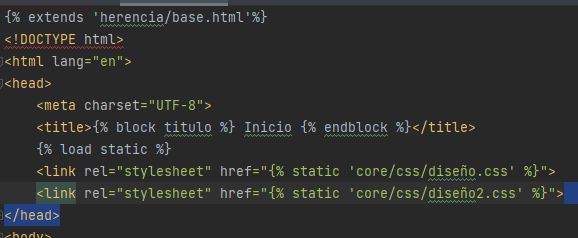 {% extends 'herencia/base.html'%}
<!DOCTYPE html>
<html lang="en">
<head>
    <meta charset="UTF-8">
    <title>{% block titulo %} Inicio {% endblock %}</title>
    {% load static %}
    <link rel="stylesheet" href="{% static 'core/css/diseño.css' %}">
    <link rel="stylesheet" href="{% static 'core/css/diseño2.css' %}">
</head>
<body>